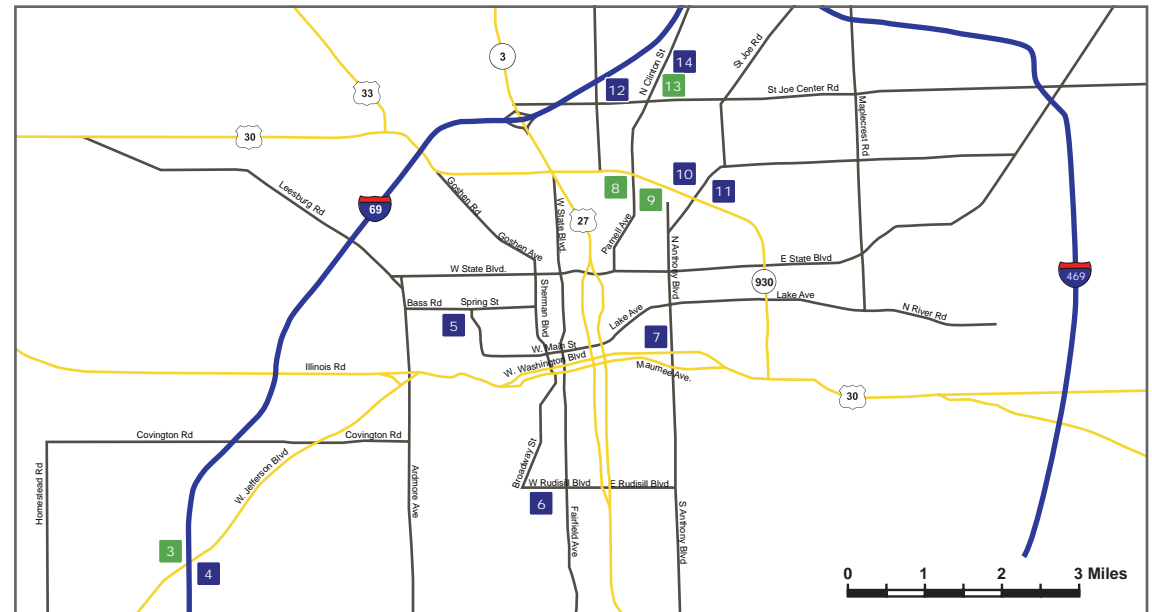 3
14
N Clinton St
St Joe Rd
33
12
13
St Joe Center Rd
Maplecrest Rd
30
Leesburg Rd
Goshen Rd
10
8
11
9
69
W State Blvd.
27
Parnell Ave
Goshen Ave
N Anthony Blvd
E State Blvd
W State Blvd.
469
930
Sherman Blvd
Bass Rd
Spring St
Lake Ave
Lake Ave
N River Rd
5
7
W. Main St
W. Washington Blvd
Maumee Ave.
Illinois Rd
30
Covington Rd
Covington Rd
W. Jefferson Blvd
Broadway St
Homestead Rd
Ardmore Ave
W Rudisill Blvd
E Rudisill Blvd
6
Fairfield Ave
S Anthony Blvd
3
4
0 1 2 3 Miles